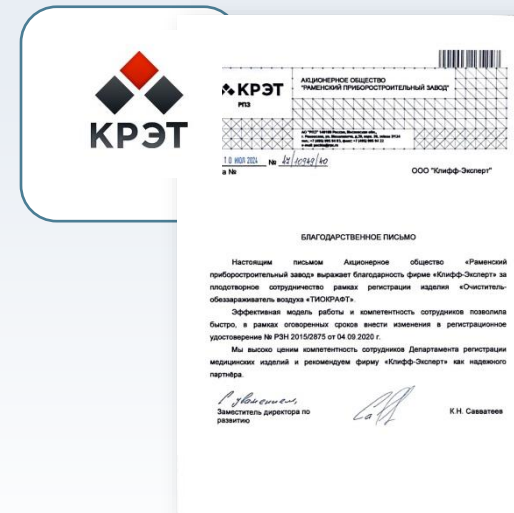 КРЭТ
КРЭТ
РПЗ
АКЦИОНЕРНОЕ ОБЩЕСТВО
"РАМЕНСКИЙ ПРИБОРОСТРОИТЕЛЬНЫЙ ЗАВОД"
10 ИЮЛ 2024 №
а №
ООО "Клифф-Эксперт"
БЛАГОДАРСТВЕННОЕ ПИСЬМО
Настоящим письмом Акционерное общество «Раменский
приборостроительный завод» выражает благодарность фирме «Клифф-Эксперт» за
плодотворное сотрудничество рамках регистрации изделия «Очиститель-
обеззараживатель воздуха «ТИОКРАФТ».
Эффективная модель работы и компетентность сотрудников позволило
быстро, в рамках оговоренных сроков внести изменения в регистрационное
удостоверение № РЗН 2015/2875 от 04.09.2020 г.
Мы высоко ценим компетентность сотрудников Департамента регистрации
медицинских изделий и рекомендуем фирму «Клифф-Эксперт» как надежного
партнёра.
С уважением,
Заместитель директора по
развитию
К.Н. Савватеев